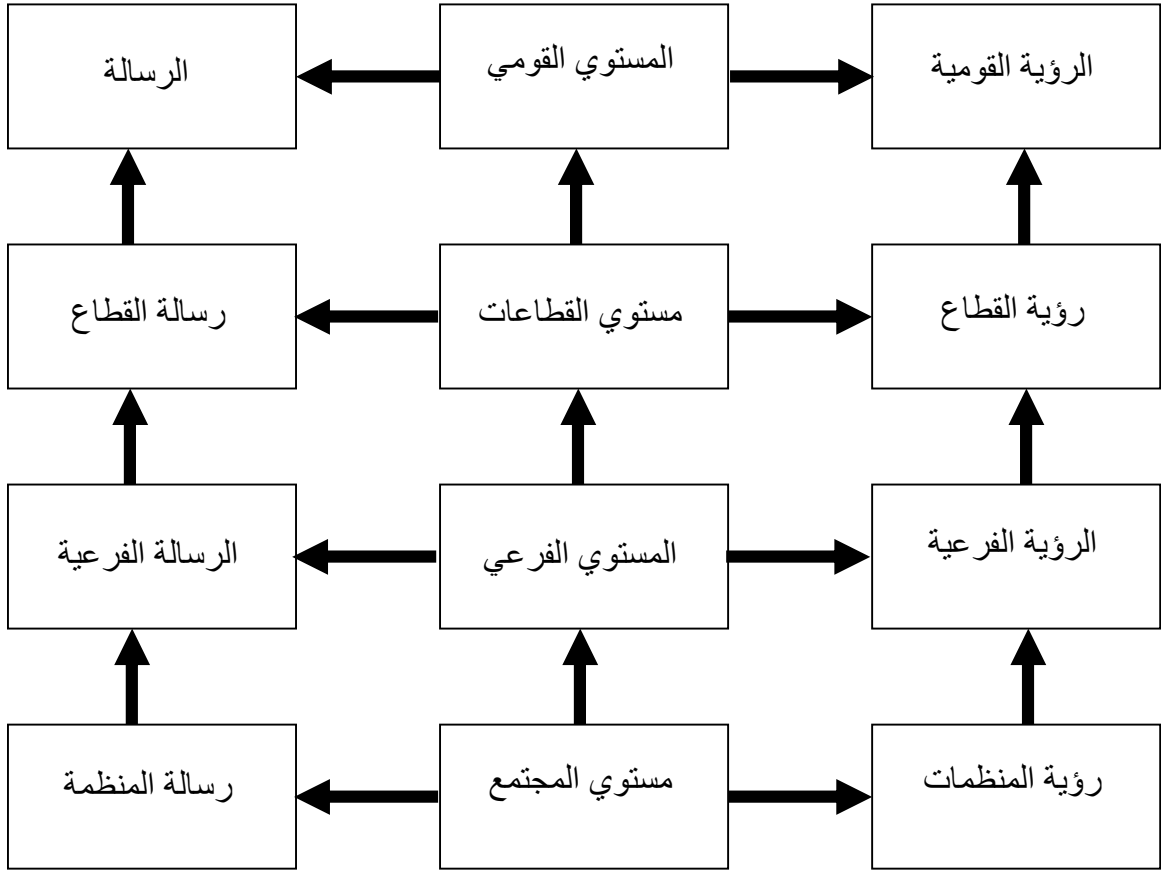 الرؤية القومية
المستوي القومي
الرسالة
رؤية القطاع
مستوي القطاعات
رسالة القطاع
الرؤية الفرعية
المستوي الفرعي
الرسالة الفرعية
رؤية المنظمات
مستوي المجتمع
رسالة المنظمة